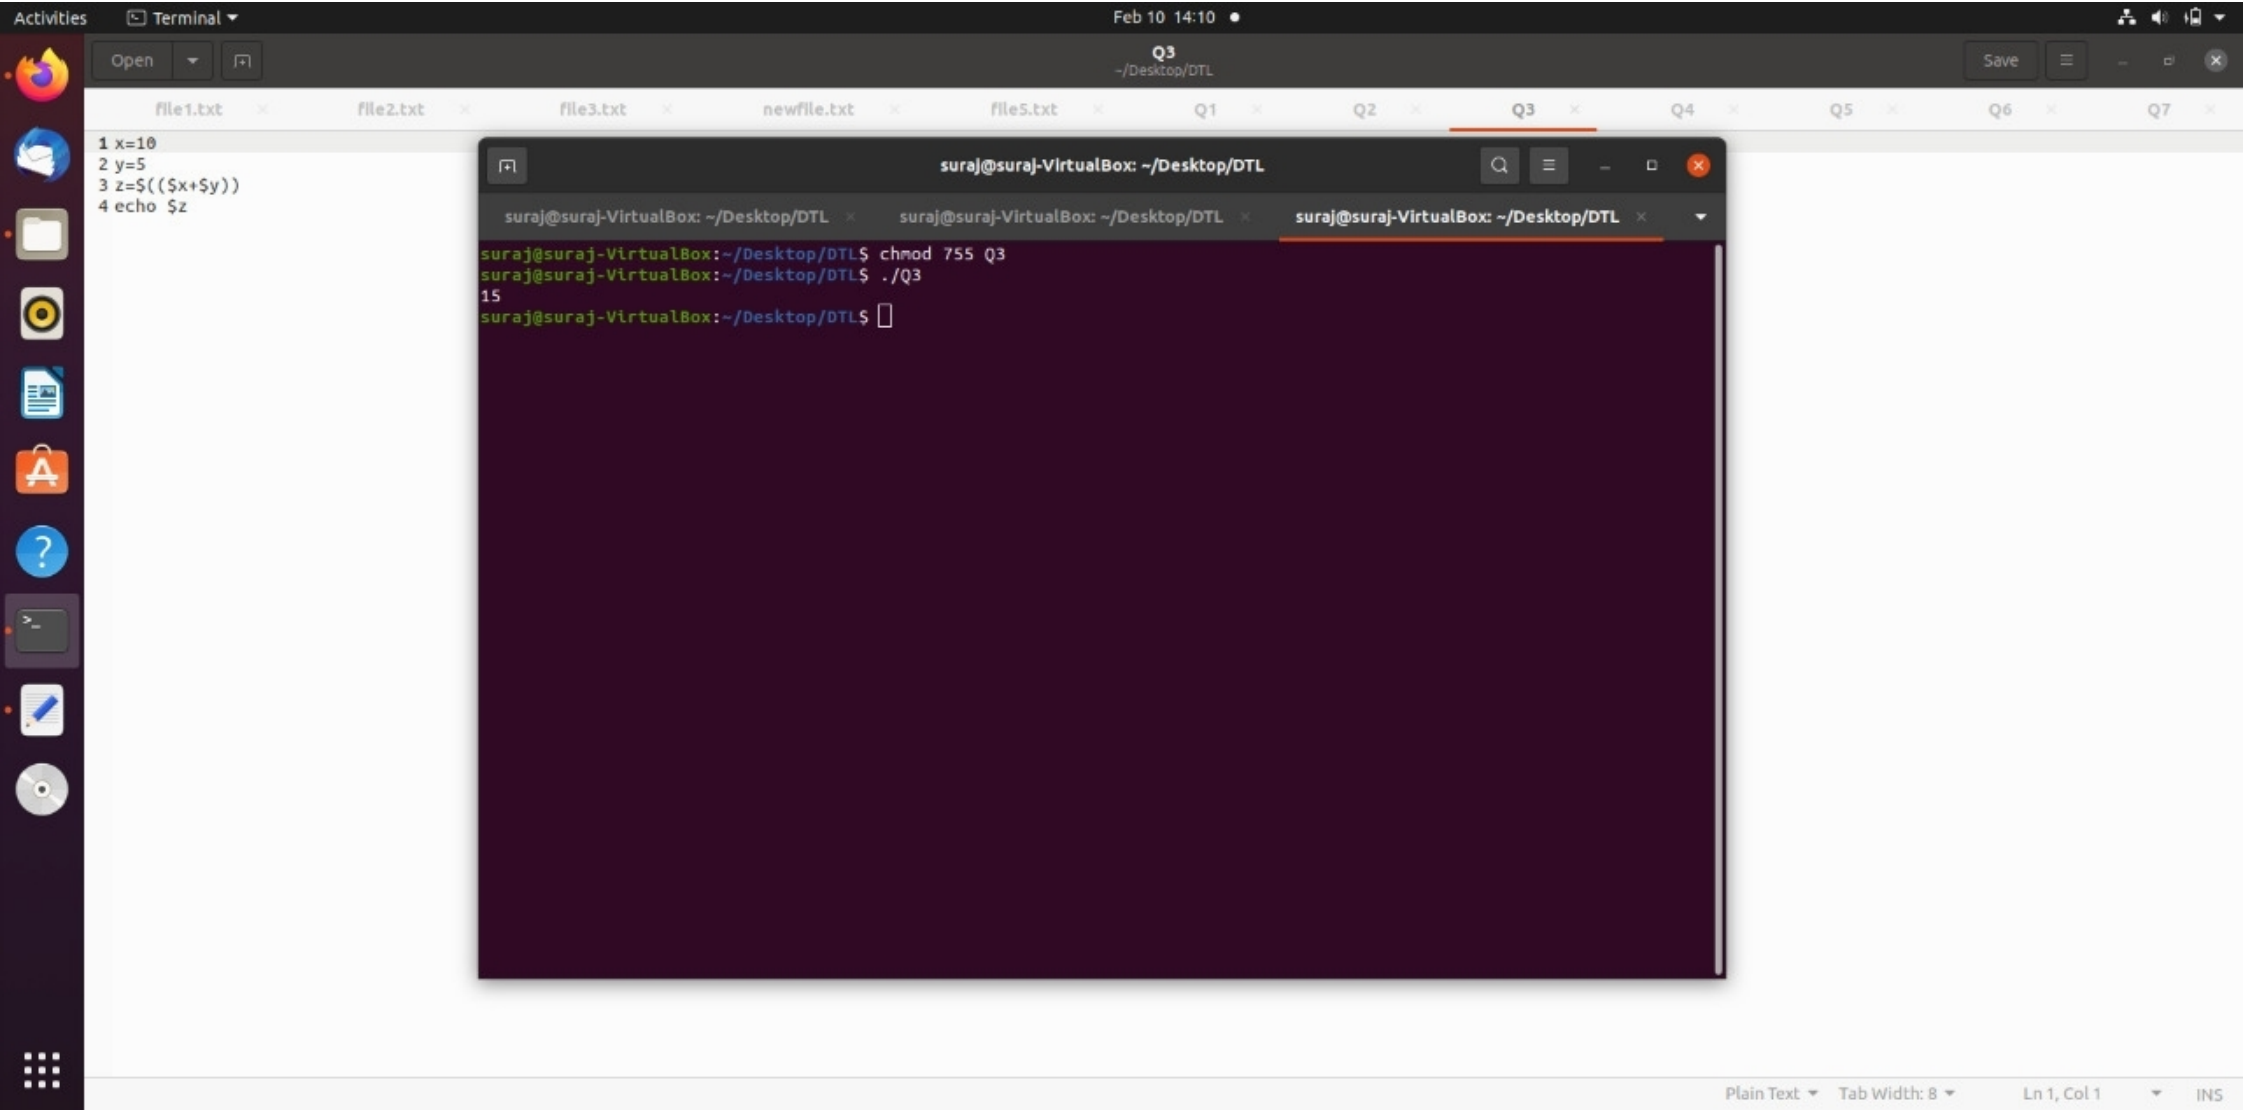 Activities Terminal Feb 10 14:10
Open Q3 Save
~/Desktop/DTL
file1.txt file2.txt file3.txt newfile.txt file5.txt Q1 Q2 Q3 Q4 Q5 Q6 Q7
1 x=10
2 y=5
3 z=$(($x+$y))
4 echo $z
suraj@suraj-VirtualBox: ~/Desktop/DTL
suraj@suraj-VirtualBox: ~/Desktop/DTL suraj@suraj-VirtualBox: ~/Desktop/DTL suraj@suraj-VirtualBox: ~/Desktop/DTL
suraj@suraj-VirtualBox:~/Desktop/DTL$ chmod 755 Q3
suraj@suraj-VirtualBox:~/Desktop/DTL$ ./Q3
15
suraj@suraj-VirtualBox:~/Desktop/DTL$
Plain Text Tab Width: 8 Ln 1, Col 1 INS